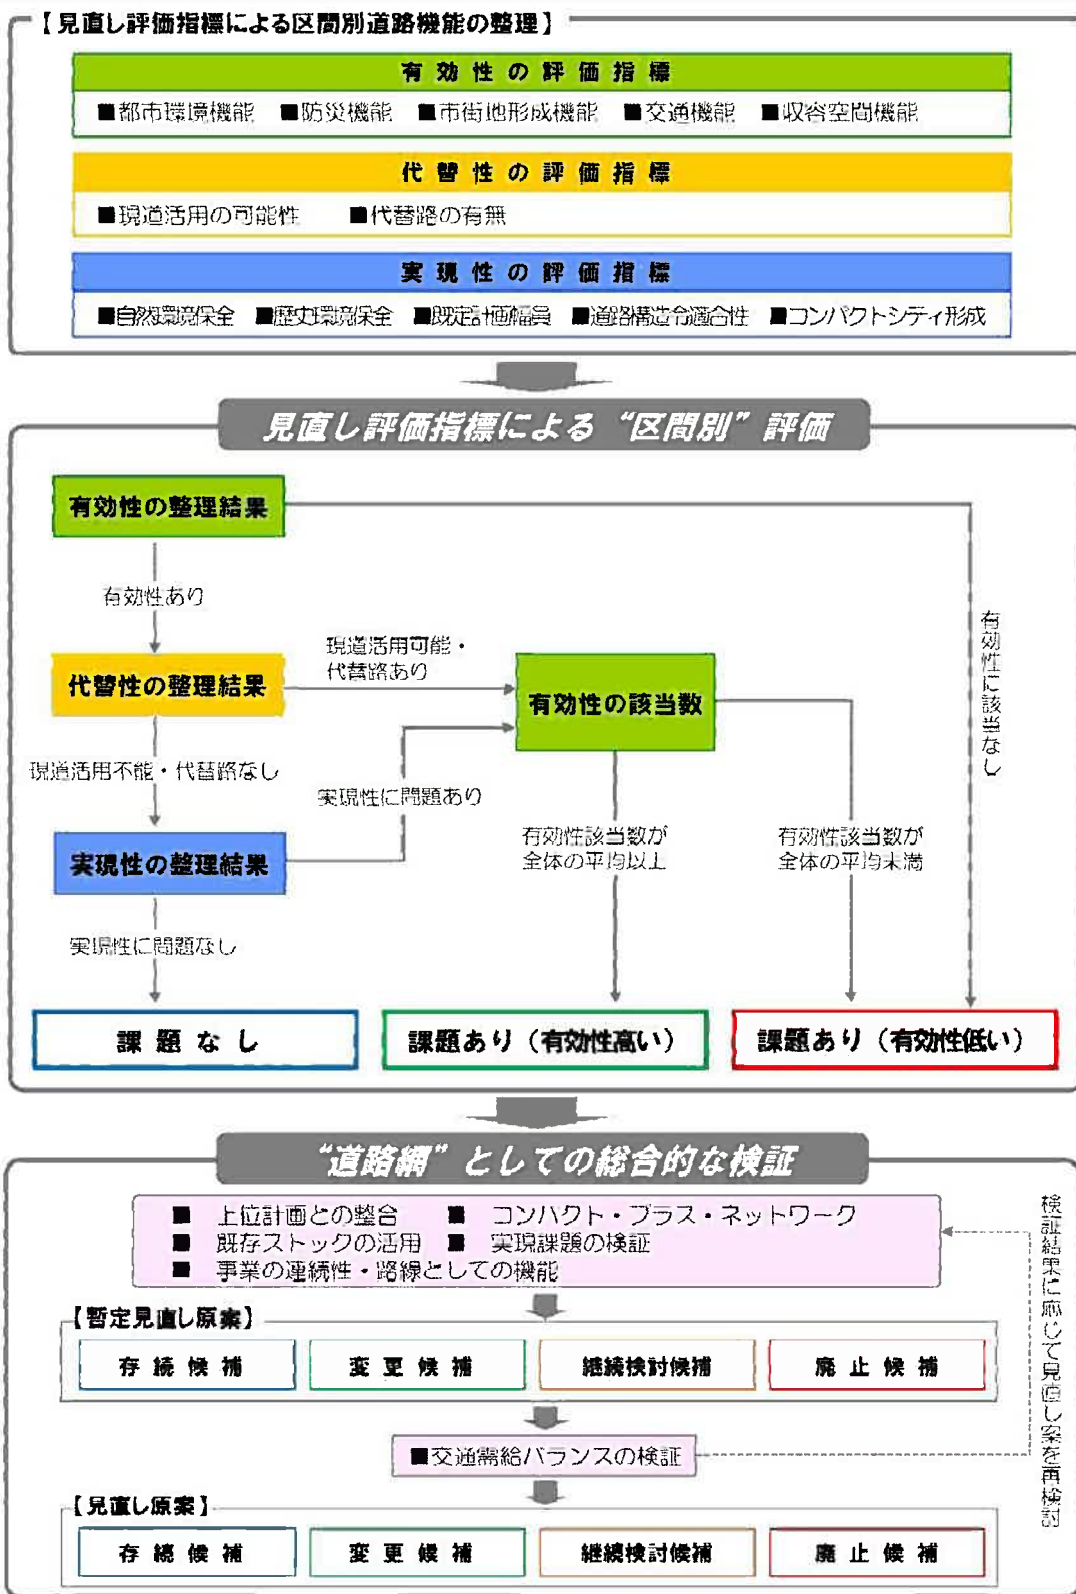 【見直し評価指標による区間別道路機能の整理】
有効性の評価指標
■都市環境機能 ■防災機能 ■市街地形成機能 ■交通機能 ■収容空間機能
代替性の評価指標
■現道活用の可能性 ■代替路の有無
実現性の評価指標
■自然環境保全 ■歴史環境保全 ■既定計画幅員 ■道路構造令適合性 ■コンパクトシティ形成
見直し評価指標による“区間別”評価
有効性の整理結果
有効性あり
有効性に該当なし
現道活用可能・
代替路あり
代替性の整理結果
有効性の該当数
現道活用不能・代替路なし
実現性に問題あり
有効性該当数が
全体の平均以上
有効性該当数が
全体の平均未満
実現性の整理結果
実現性に問題なし
課題なし
課題あり（有効性高い）
課題あり（有効性低い）
“道路網”としての総合的な検証
■ 上位計画との整合 ■ コンパクト・プラス・ネットワーク
■ 既存ストックの活用 ■ 実現課題の検証
■ 事業の連続性・路線としての機能
検証結果に応じて見直し案を再検討
【暫定見直し原案】
存続候補
変更候補
継続検討候補
廃止候補
■交通需給バランスの検証
【見直し原案】
存続候補
変更候補
継続検討候補
廃止候補